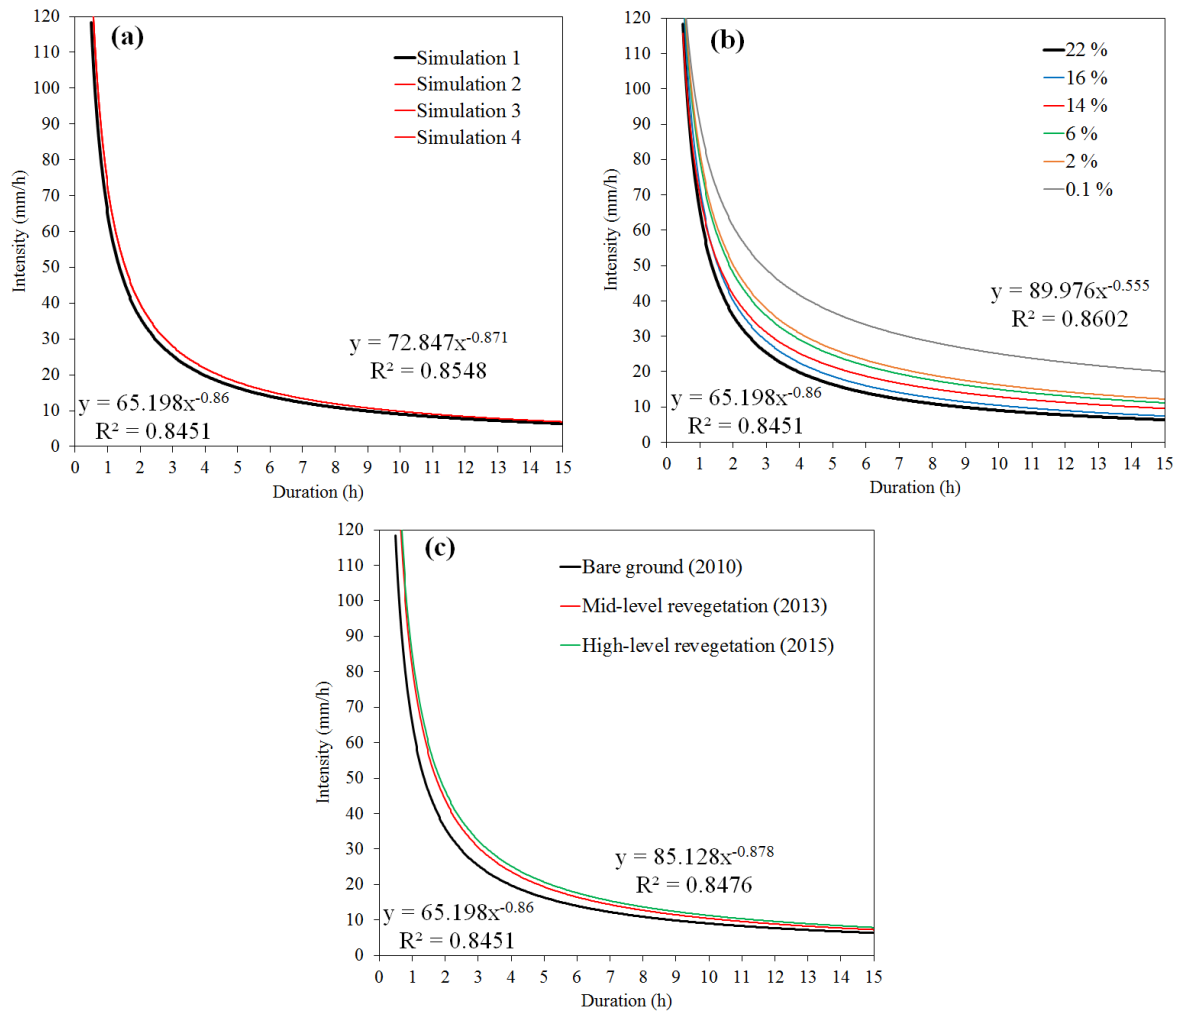 (a)
Simulation 1
Simulation 2
Simulation 3
Simulation 4
120
110
100
90
80
70
60
50
40
30
20
10
0
Intensity (mm/h)
y = 72.847x^-0.871
R² = 0.8548
y = 65.198x^-0.86
R² = 0.8451
0 1 2 3 4 5 6 7 8 9 10 11 12 13 14 15
Duration (h)
(b)
22 %
16 %
14 %
6 %
2 %
0.1 %
120
110
100
90
80
70
60
50
40
30
20
10
0
Intensity (mm/h)
y = 89.976x^-0.555
R² = 0.8602
y = 65.198x^-0.86
R² = 0.8451
0 1 2 3 4 5 6 7 8 9 10 11 12 13 14 15
Duration (h)
(c)
Bare ground (2010)
Mid-level revegetation (2013)
High-level revegetation (2015)
120
110
100
90
80
70
60
50
40
30
20
10
0
Intensity (mm/h)
y = 85.128x^-0.878
R² = 0.8476
y = 65.198x^-0.86
R² = 0.8451
0 1 2 3 4 5 6 7 8 9 10 11 12 13 14 15
Duration (h)